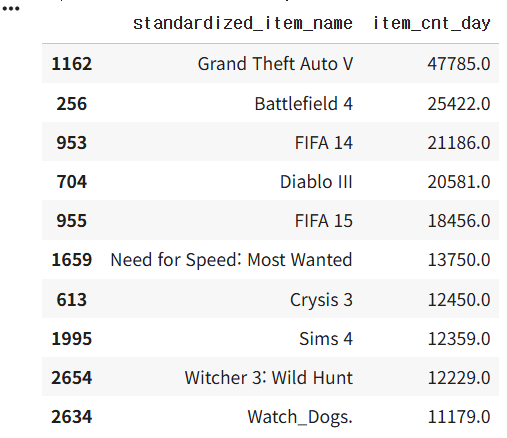 standardized_item_name item_cnt_day
1162 Grand Theft Auto V 47785.0
256 Battlefield 4 25422.0
953 FIFA 14 21186.0
704 Diablo III 20581.0
955 FIFA 15 18456.0
1659 Need for Speed: Most Wanted 13750.0
613 Crysis 3 12450.0
1995 Sims 4 12359.0
2654 Witcher 3: Wild Hunt 12229.0
2634 Watch_Dogs. 11179.0